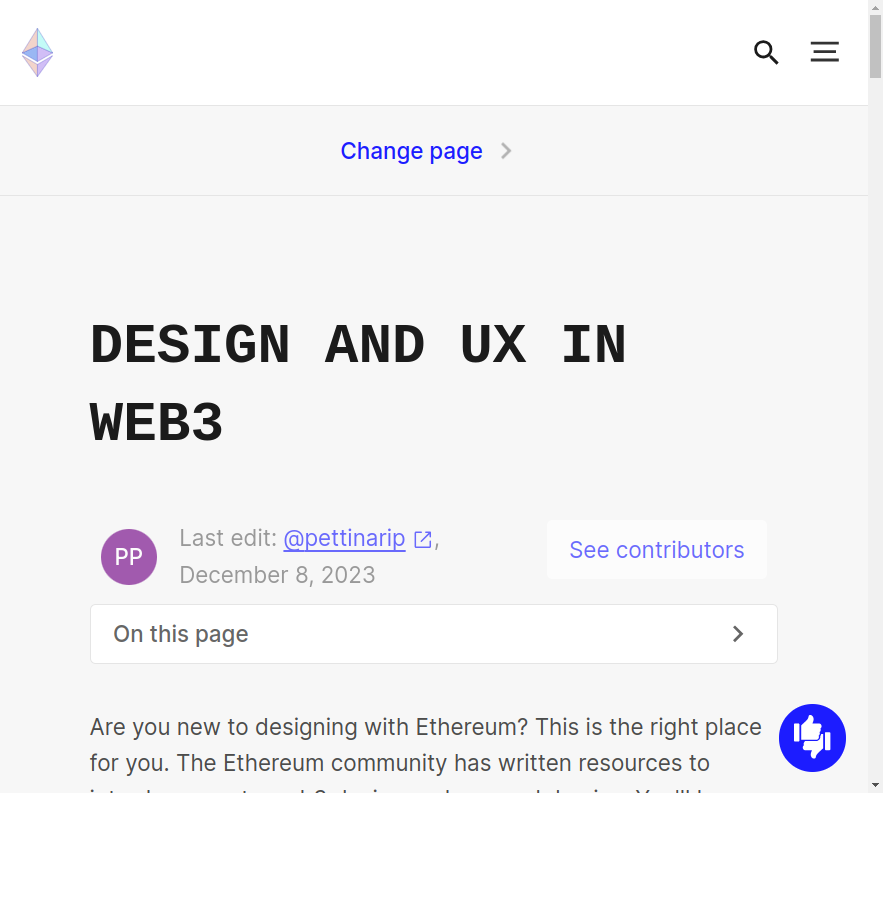 Change page
DESIGN AND UX IN
WEB3
PP
Last edit: @pettinarip,
December 8, 2023
See contributors
On this page
Are you new to designing with Ethereum? This is the right place
for you. The Ethereum community has written resources to